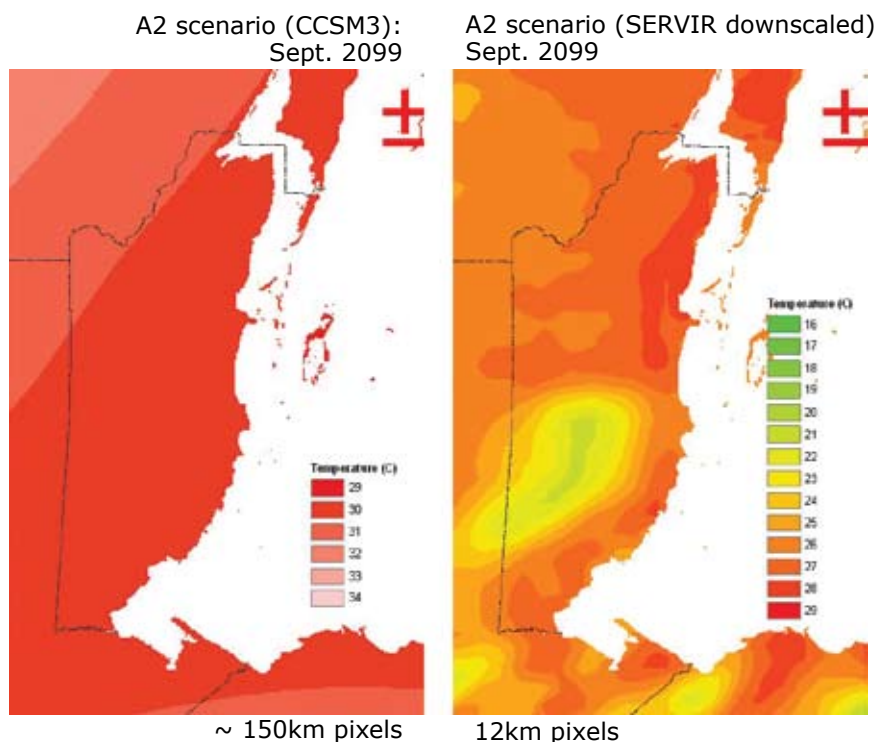 A2 scenario (CCSM3):
Sept. 2099
A2 scenario (SERVIR downscaled)
Sept. 2099
Temperature (C)
29
30
31
32
33
34
Temperature (C)
16
17
18
19
20
21
22
23
24
25
26
27
28
29
~ 150km pixels
12km pixels